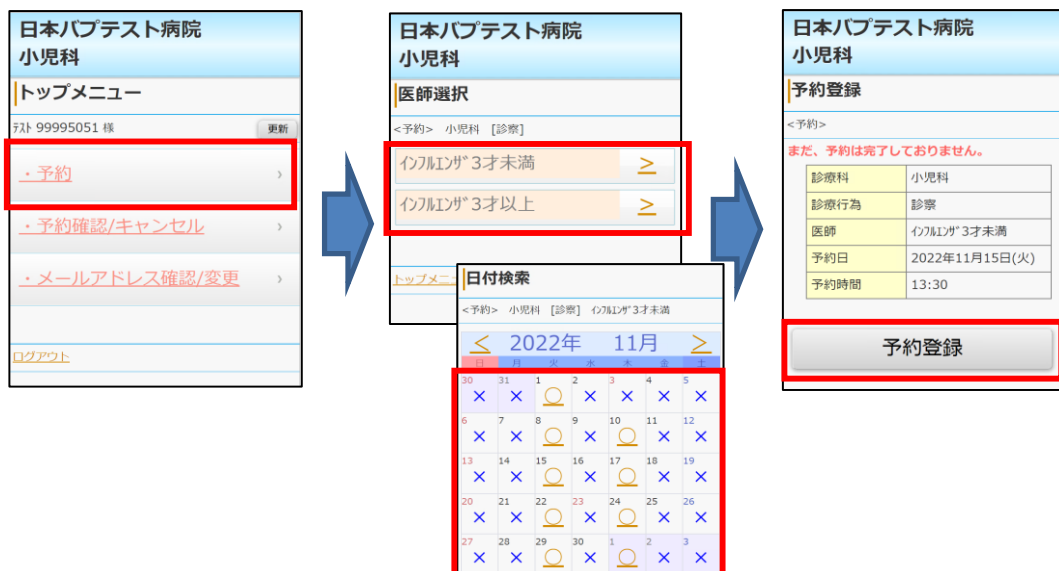 日本バプテスト病院
小児科
トップメニュー
ﾃｽﾄ 99995051 様
更新
・予約
・予約確認/キャンセル
・メールアドレス確認/変更
ログアウト
日本バプテスト病院
小児科
医師選択
<予約> 小児科 [診察]
ｲﾝﾌﾙｴﾝｻﾞ3才未満 ≥
ｲﾝﾌﾙｴﾝｻﾞ3才以上 ≥
トップメニュ
日付検索
<予約> 小児科 [診察] ｲﾝﾌﾙｴﾝｻﾞ3才未満
< 2022年 11月 >
日 月 火 水 木 金 土
30 31 1 2 3 4 5
× × ○ × × × ×
6 7 8 9 10 11 12
× × ○ × ○ × ×
13 14 15 16 17 18 19
× × ○ × ○ × ×
20 21 22 23 24 25 26
× × ○ × ○ × ×
27 28 29 30 1 2 3
× × ○ × ○ × ×
日本バプテスト病院
小児科
予約登録
<予約>
まだ、予約は完了しておりません。
診療科 小児科
診療行為 診察
医師 ｲﾝﾌﾙｴﾝｻﾞ3才未満
予約日 2022年11月15日(火)
予約時間 13:30
予約登録